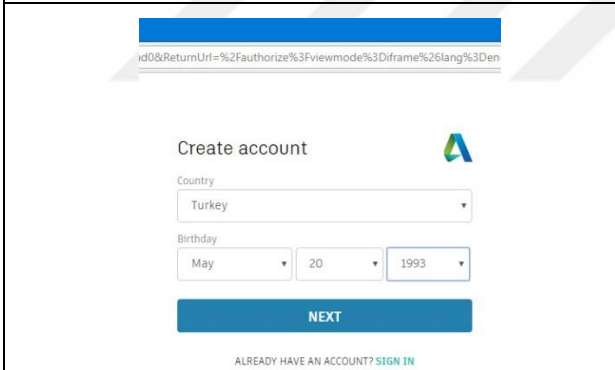 d0&ReturnUrl=%2Fauthorize%3Fviewmode%3Diframe%26lang%3Den
Create account
Country
Turkey
Birthday
May 20 1993
NEXT
ALREADY HAVE AN ACCOUNT? SIGN IN